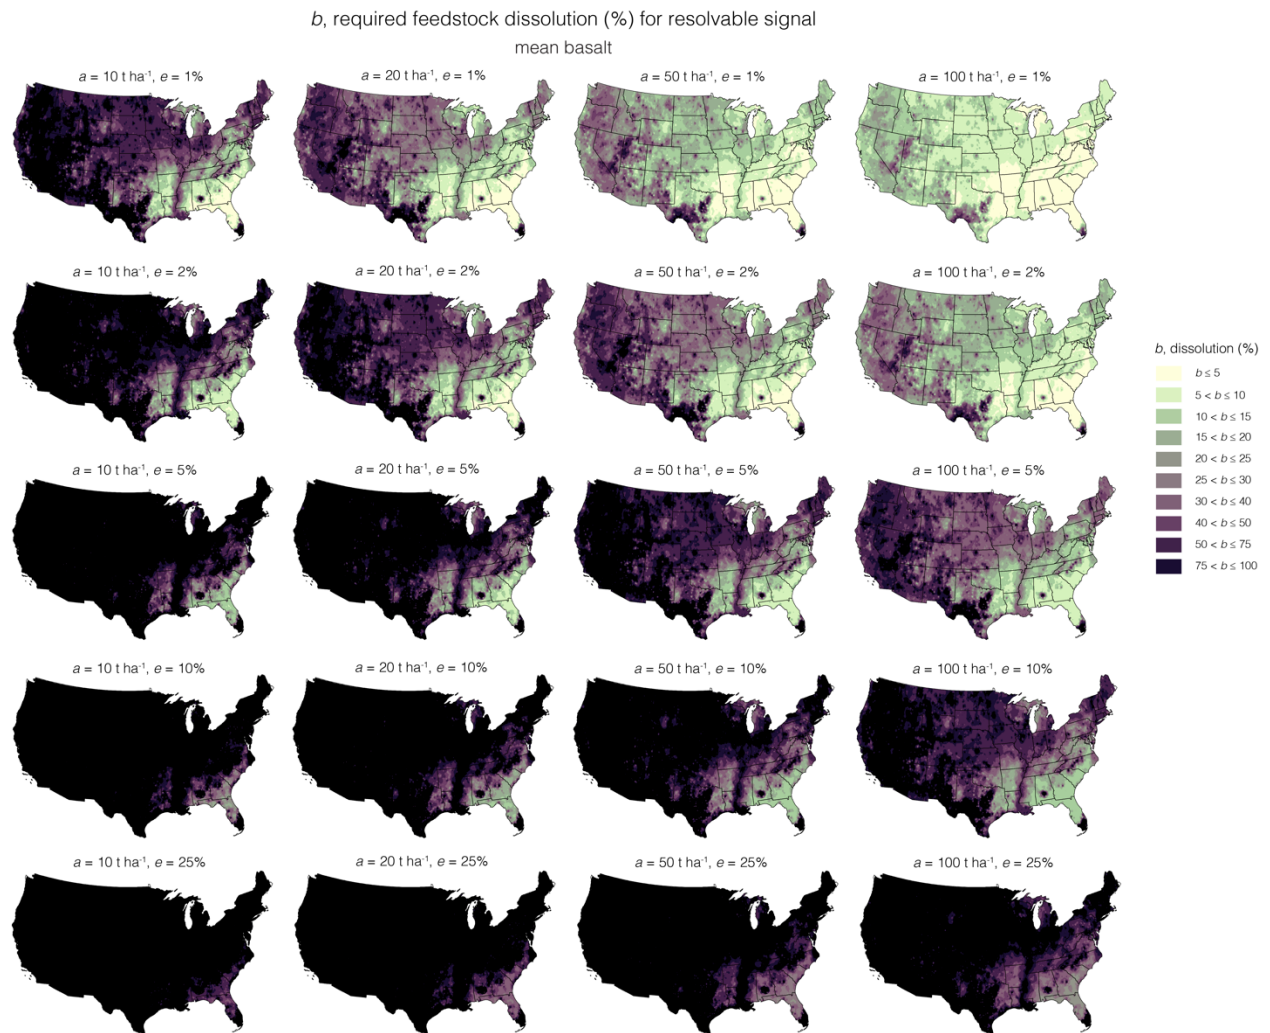 b, required feedstock dissolution (%) for resolvable signal
mean basalt
a = 10 t ha⁻¹, e = 1%
a = 20 t ha⁻¹, e = 1%
a = 50 t ha⁻¹, e = 1%
a = 100 t ha⁻¹, e = 1%
a = 10 t ha⁻¹, e = 2%
a = 20 t ha⁻¹, e = 2%
a = 50 t ha⁻¹, e = 2%
a = 100 t ha⁻¹, e = 2%
b, dissolution (%)
b ≤ 5
5 < b ≤ 10
10 < b ≤ 15
15 < b ≤ 20
20 < b ≤ 25
25 < b ≤ 30
30 < b ≤ 40
40 < b ≤ 50
50 < b ≤ 75
75 < b ≤ 100
a = 10 t ha⁻¹, e = 5%
a = 20 t ha⁻¹, e = 5%
a = 50 t ha⁻¹, e = 5%
a = 100 t ha⁻¹, e = 5%
a = 10 t ha⁻¹, e = 10%
a = 20 t ha⁻¹, e = 10%
a = 50 t ha⁻¹, e = 10%
a = 100 t ha⁻¹, e = 10%
a = 10 t ha⁻¹, e = 25%
a = 20 t ha⁻¹, e = 25%
a = 50 t ha⁻¹, e = 25%
a = 100 t ha⁻¹, e = 25%